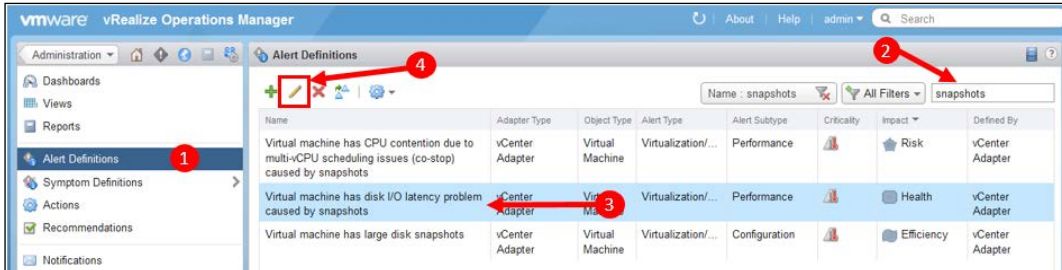 vmware vRealize Operations Manager
About Help admin Search
Administration
Alert Definitions
2
4
Dashboards
Views
Reports
Alert Definitions
1
Symptom Definitions
Actions
Recommendations
Notifications
Name : snapshots
All Filters
snapshots
Name Adapter Type Object Type Alert Type Alert Subtype Criticality Impact Defined By
Virtual machine has CPU contention due to vCenter Virtual Virtualization/... Performance Risk vCenter
multi-vCPU scheduling issues (co-stop) Adapter Machine Adapter
caused by snapshots
Virtual machine has disk I/O latency problem vCenter Virtualization/... Performance Health vCenter
caused by snapshots Adapter 3 Adapter
Virtual machine has large disk snapshots vCenter Virtual Virtualization/... Configuration Efficiency vCenter
Adapter Machine Adapter